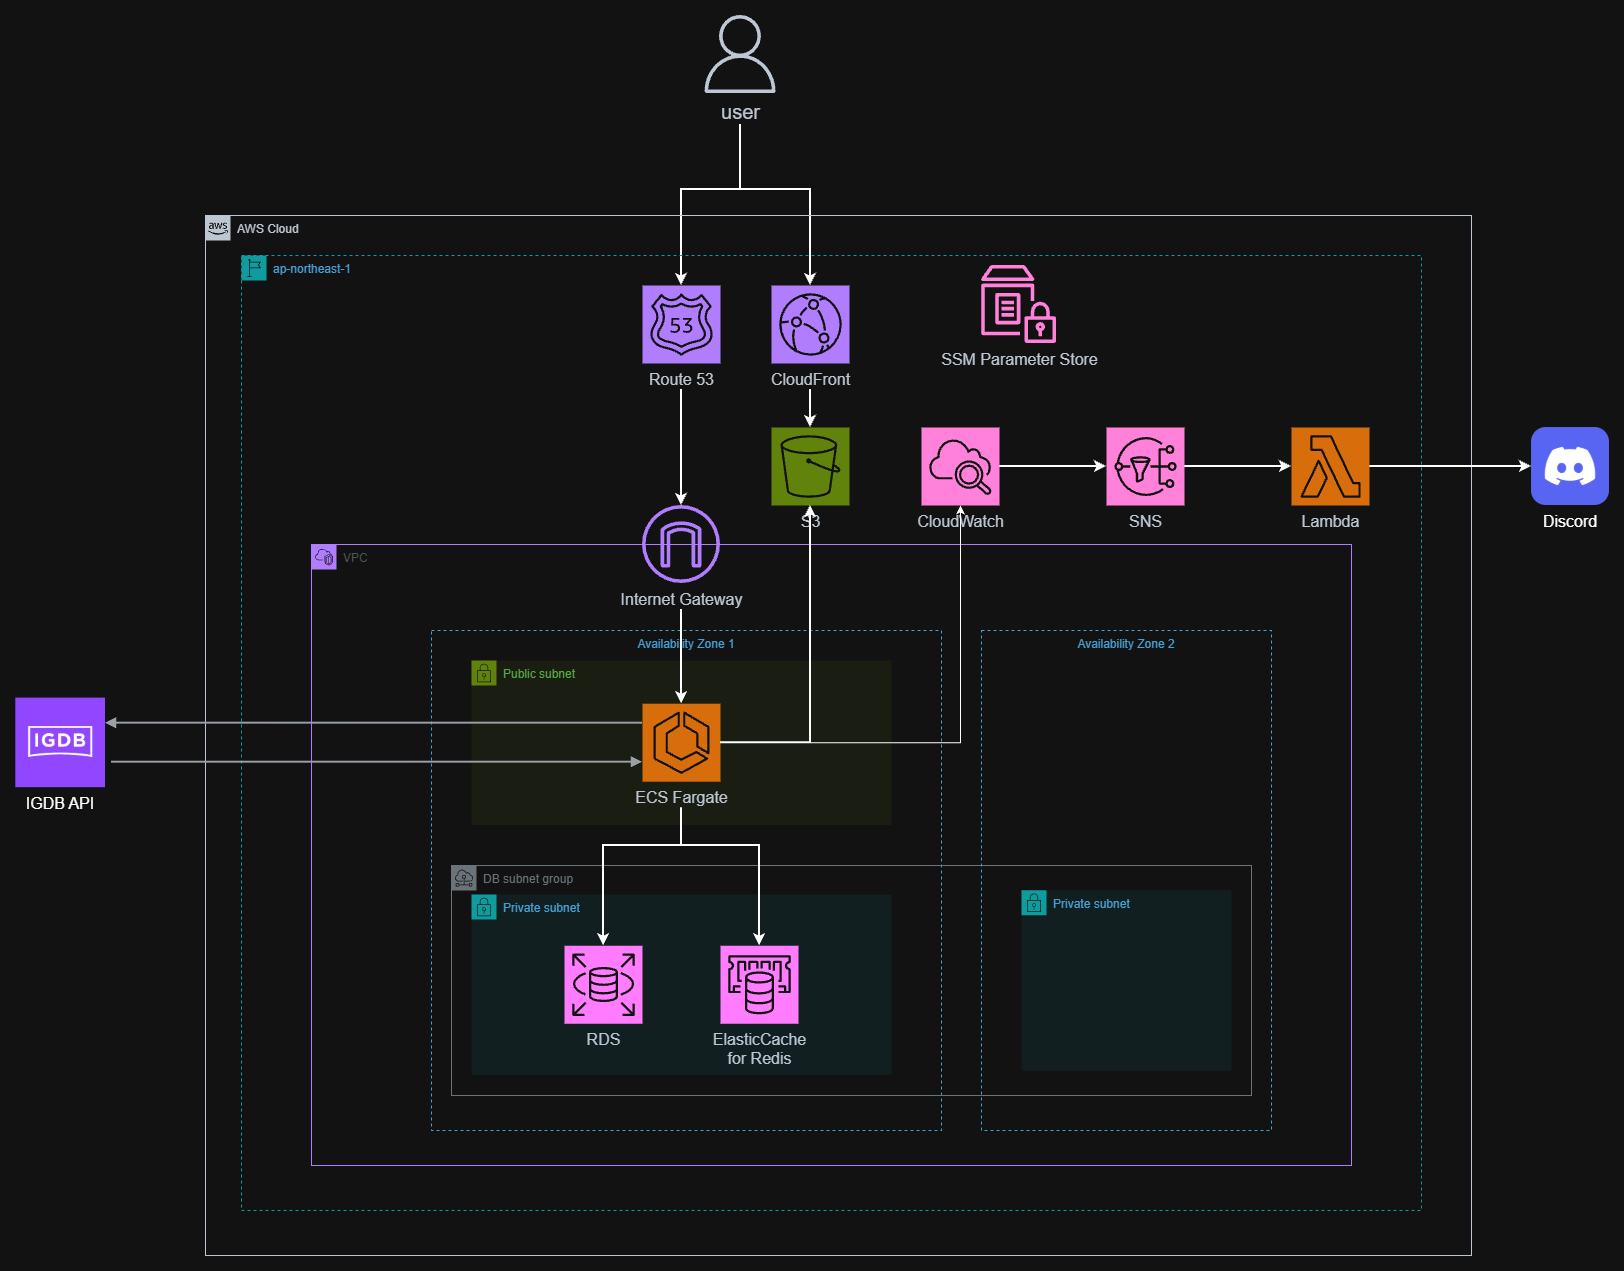 user
aws
AWS Cloud
ap-northeast-1
53
Route 53
CloudFront
SSM Parameter Store
S3
CloudWatch
SNS
Lambda
Discord
VPC
Internet Gateway
Availability Zone 1
Availability Zone 2
Public subnet
IGDB
IGDB API
ECS Fargate
DB subnet group
Private subnet
Private subnet
RDS
ElasticCache
for Redis